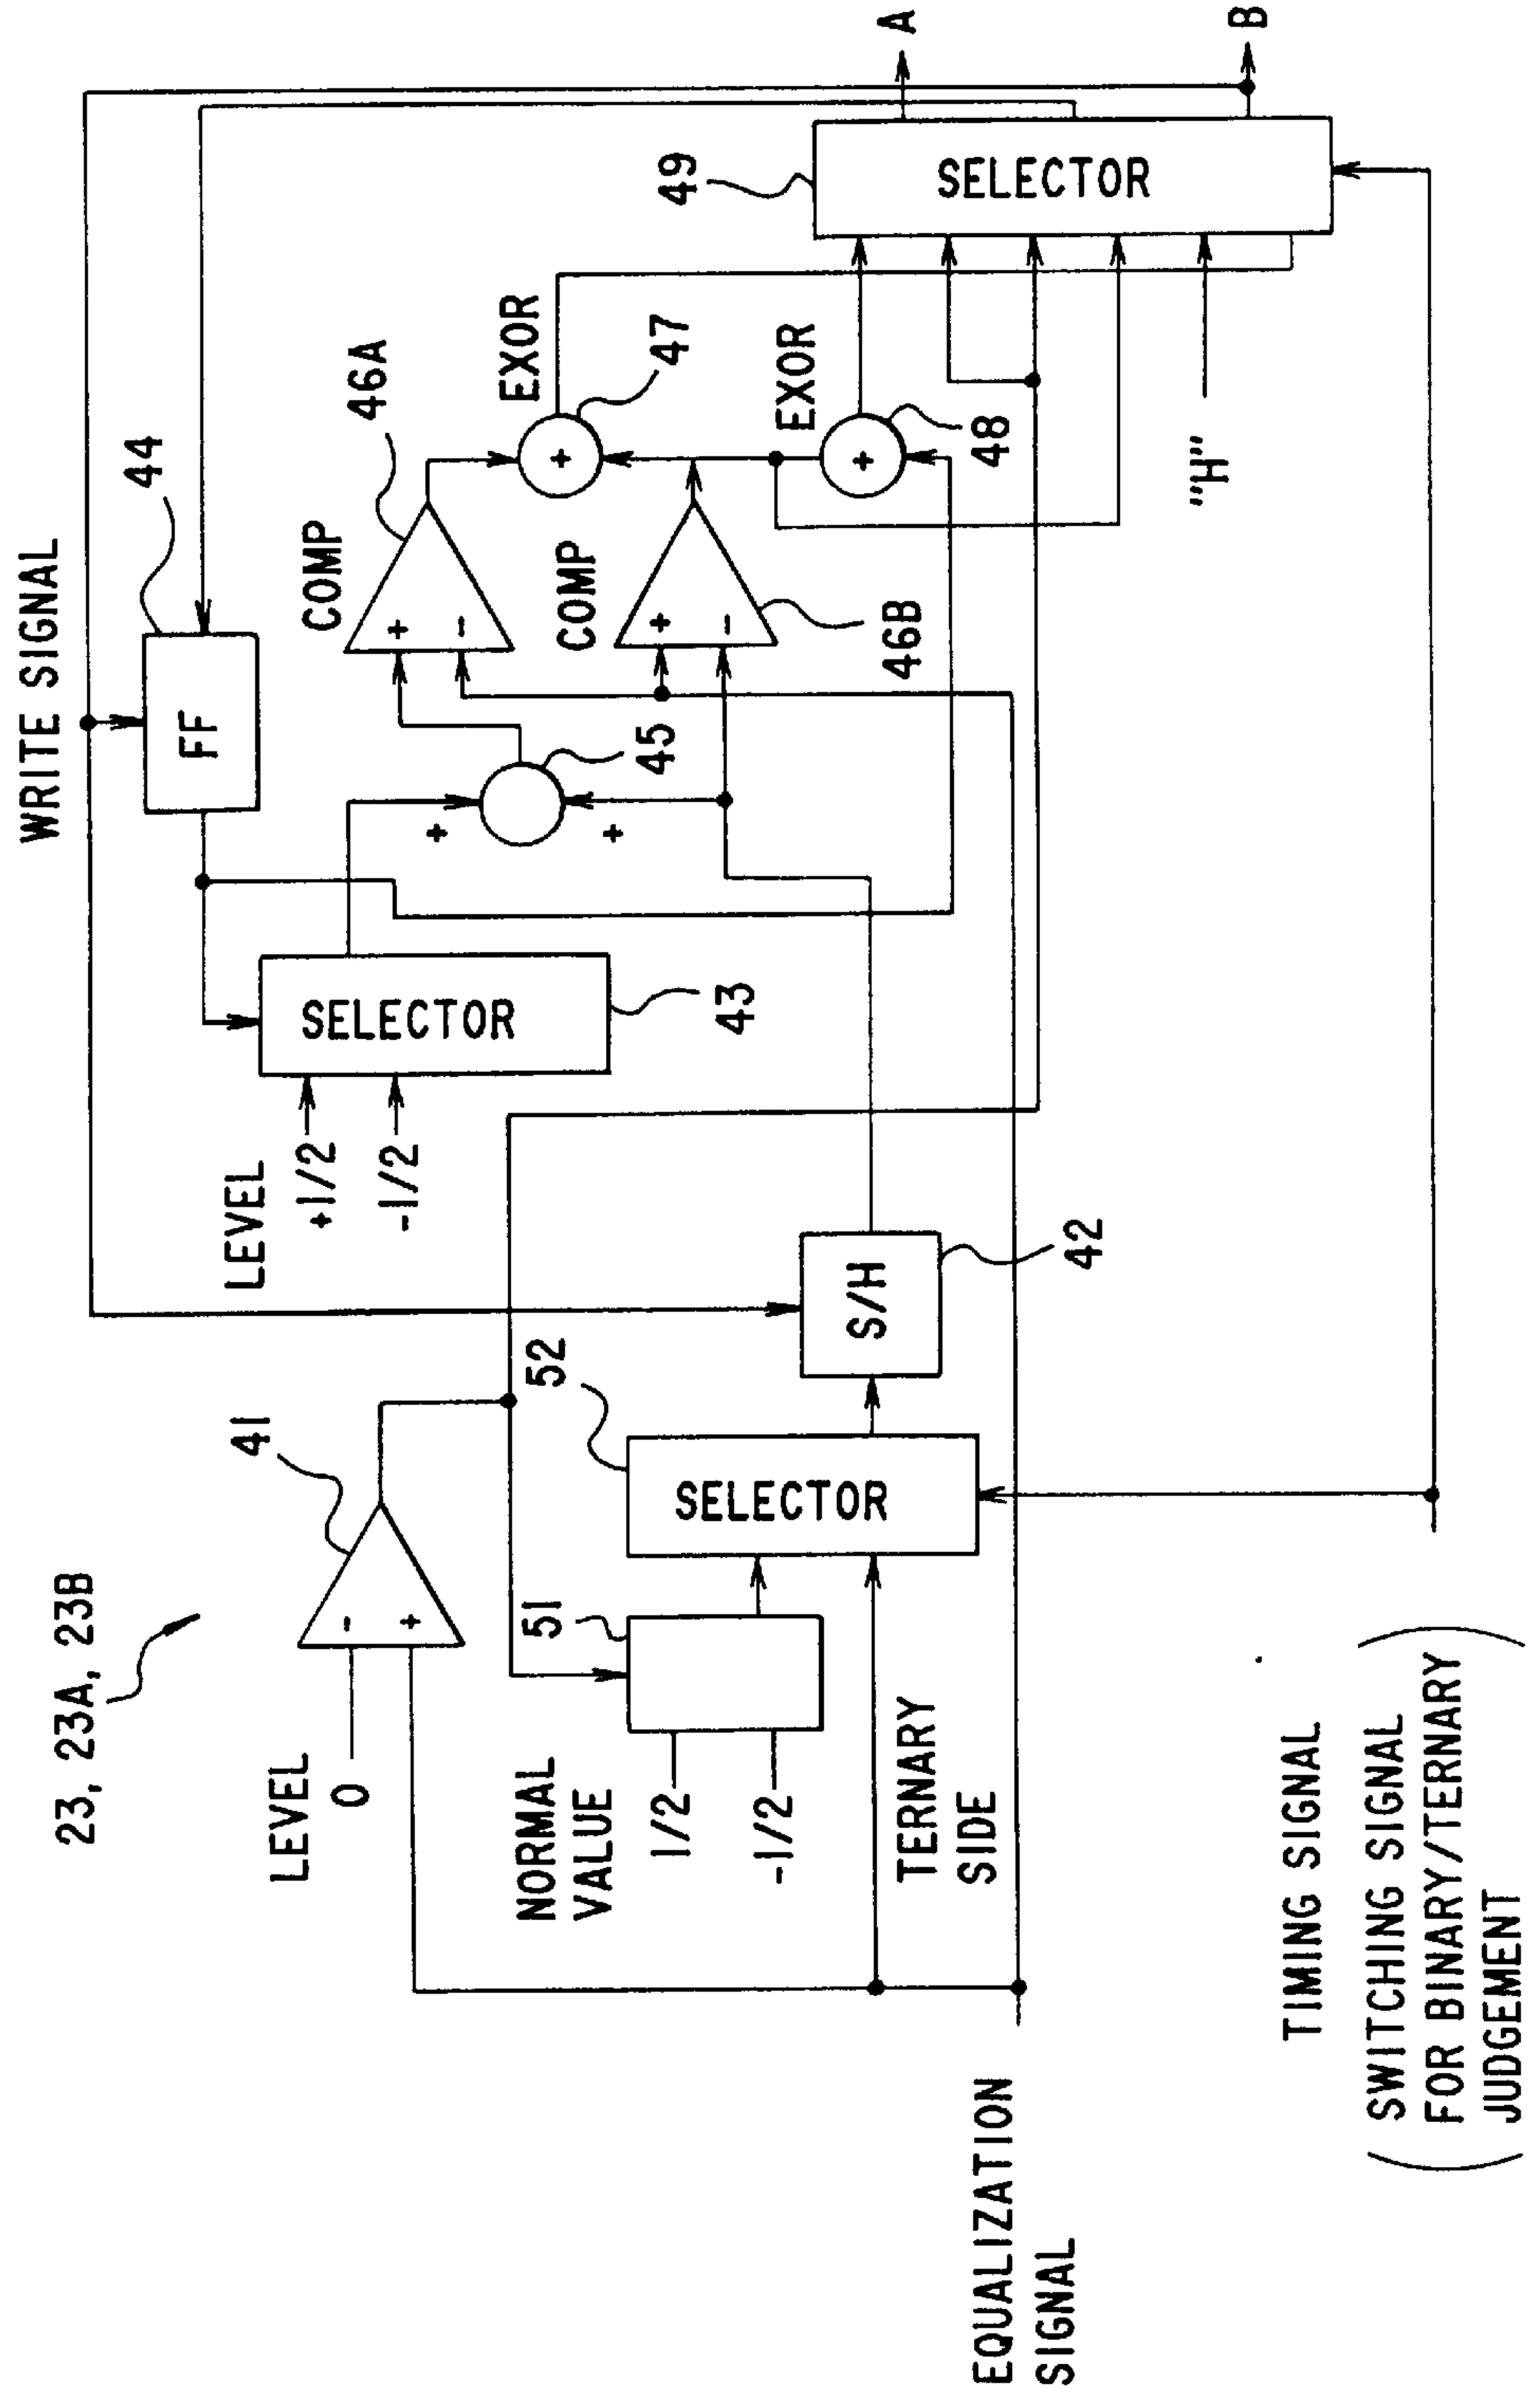 23, 23A, 23B
WRITE SIGNAL
LEVEL
0
-
+
41
44
FF
LEVEL
+1/2
-1/2
SELECTOR
43
COMP
46A
+
-
+
+
45
COMP
+
-
46B
EXOR
+
47
EXOR
+
48
49
SELECTOR
A
B
"H"
NORMAL
VALUE
1/2
-1/2
51
52
SELECTOR
S/H
42
TERNARY
SIDE
EQUALIZATION
SIGNAL
TIMING SIGNAL
(SWITCHING SIGNAL
FOR BINARY/TERNARY
JUDGEMENT)